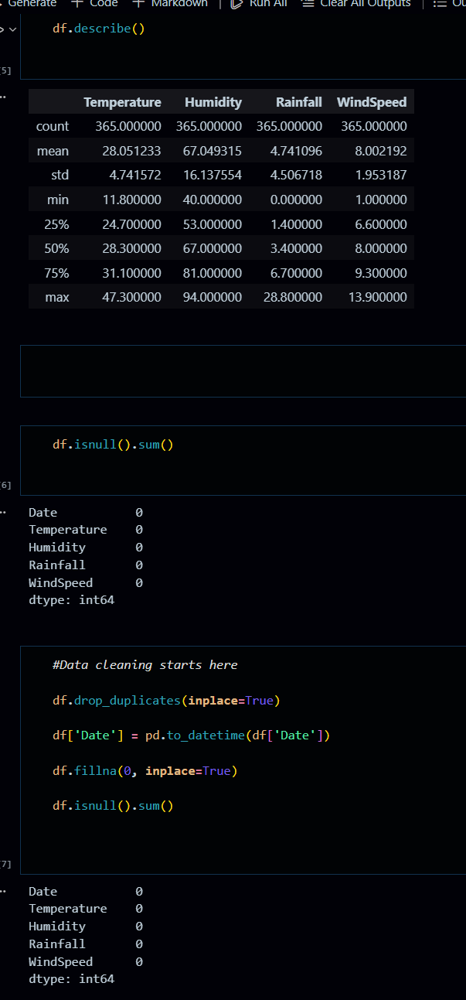 Generate + Code + Markdown | Run All Clear All Outputs |
df.describe()
5]
Temperature Humidity Rainfall WindSpeed
count 365.000000 365.000000 365.000000 365.000000
mean 28.051233 67.049315 4.741096 8.002192
std 4.741572 16.137554 4.506718 1.953187
min 11.800000 40.000000 0.000000 1.000000
25% 24.700000 53.000000 1.400000 6.600000
50% 28.300000 67.000000 3.400000 8.000000
75% 31.100000 81.000000 6.700000 9.300000
max 47.300000 94.000000 28.800000 13.900000
df.isnull().sum()
[6]
Date 0
Temperature 0
Humidity 0
Rainfall 0
WindSpeed 0
dtype: int64
#Data cleaning starts here
df.drop_duplicates(inplace=True)
df['Date'] = pd.to_datetime(df['Date'])
df.fillna(0, inplace=True)
df.isnull().sum()
7]
Date 0
Temperature 0
Humidity 0
Rainfall 0
WindSpeed 0
dtype: int64